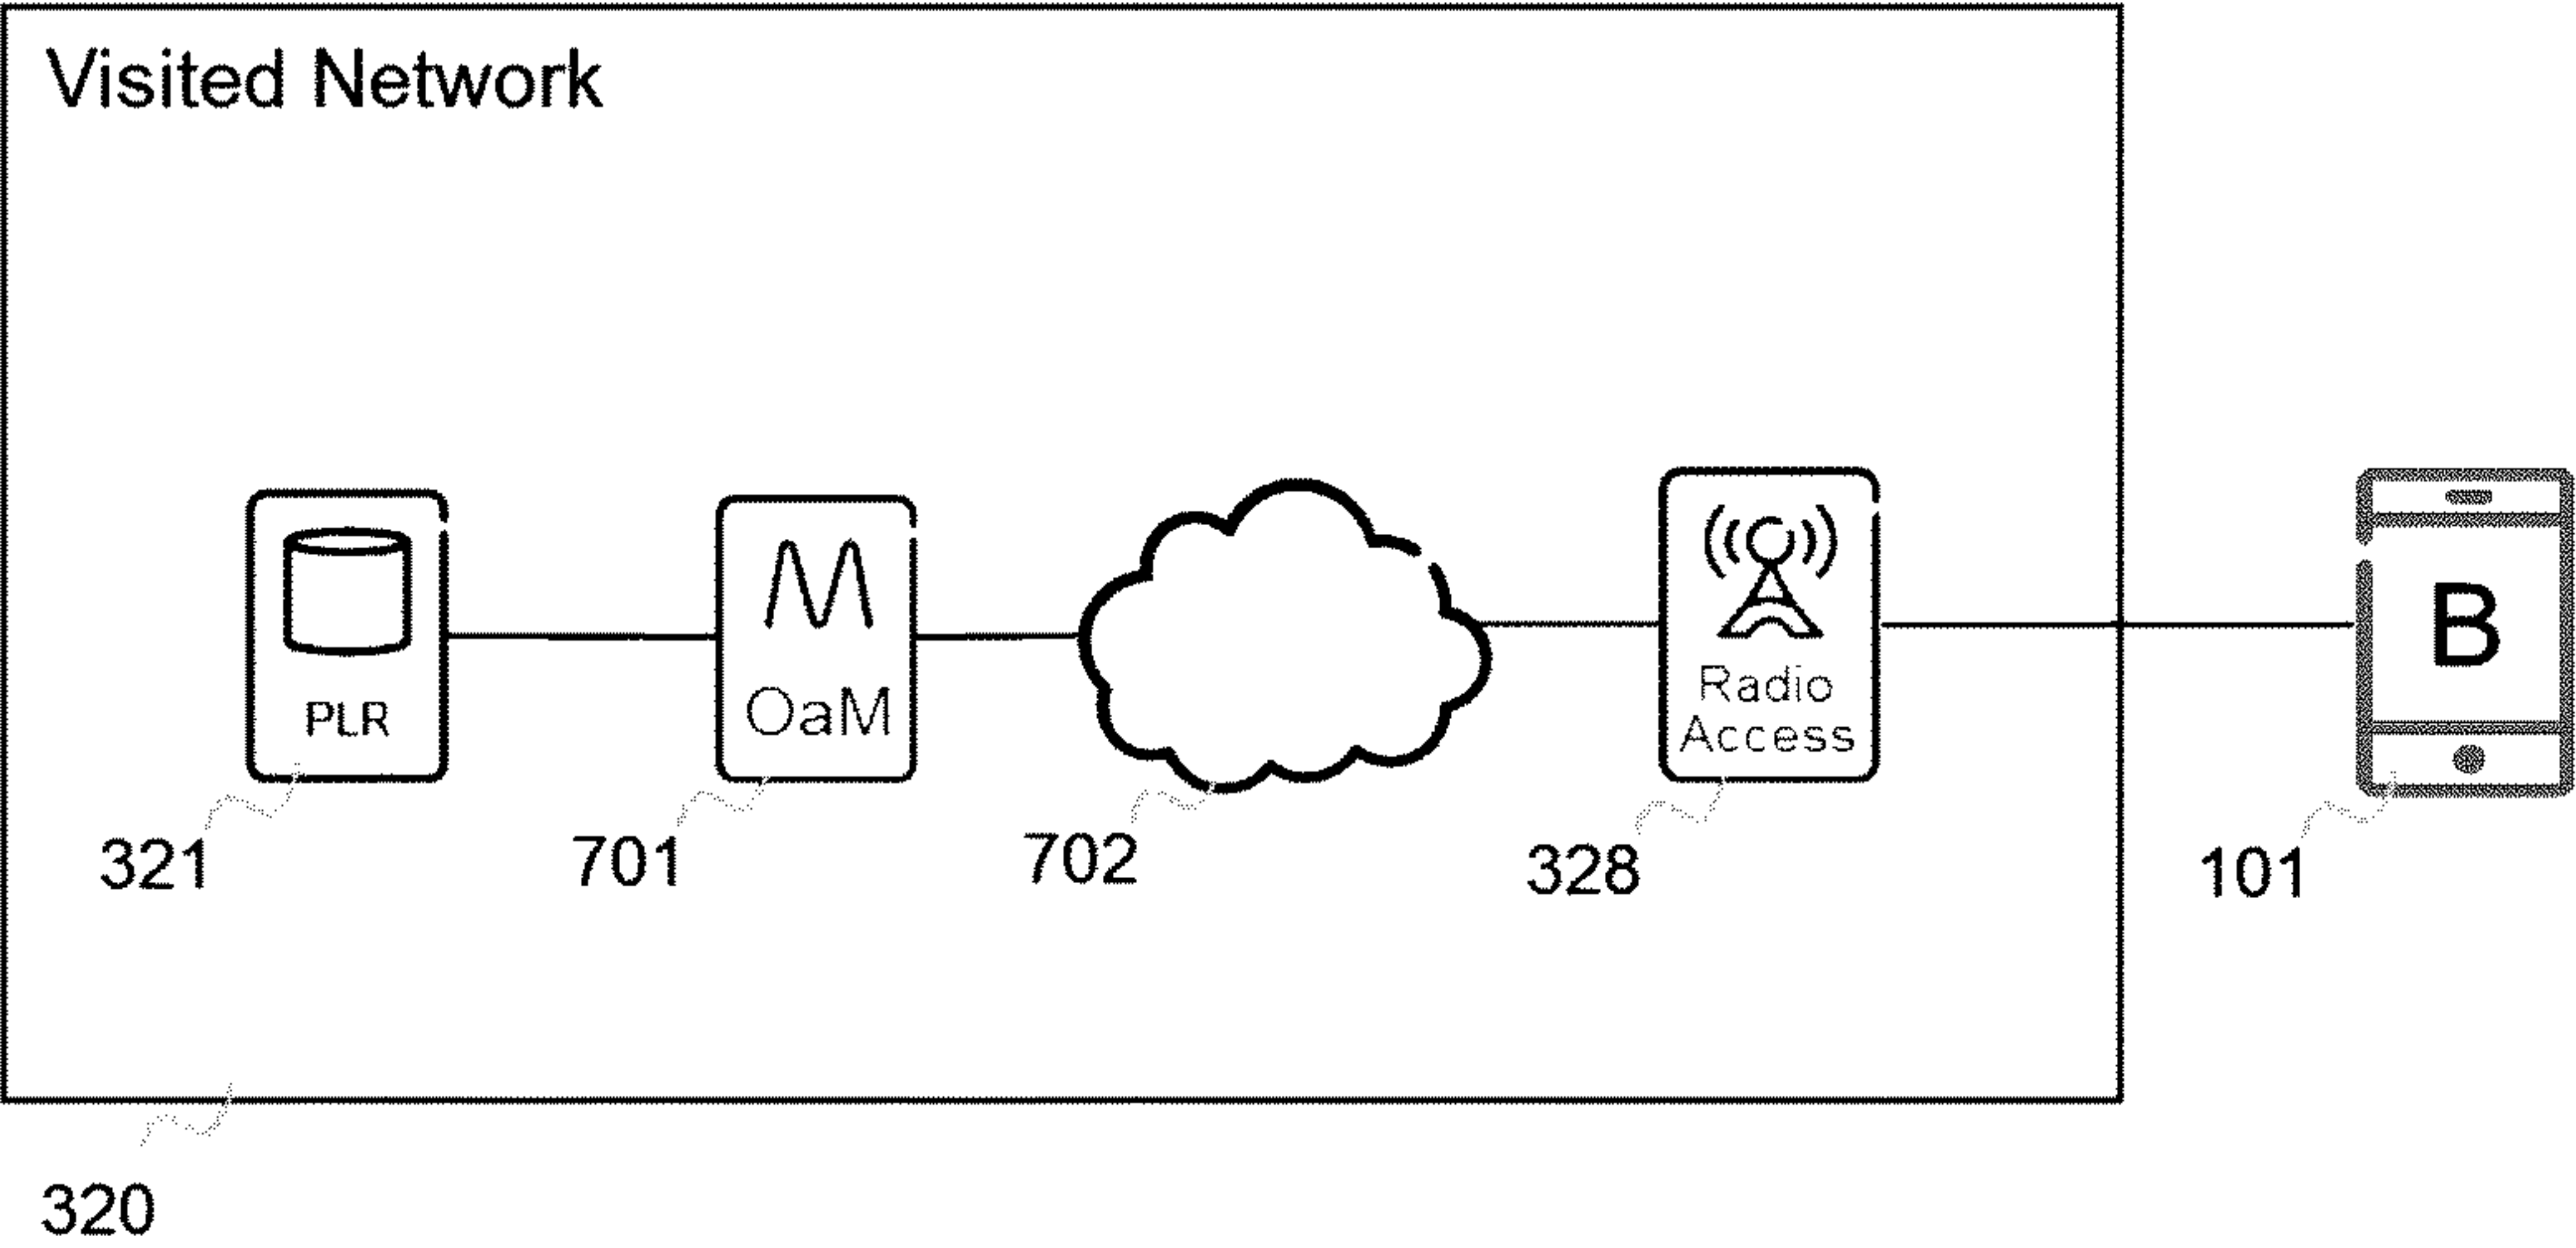 Visited Network
PLR
OaM
Radio
Access
B
321
701
702
328
101
320